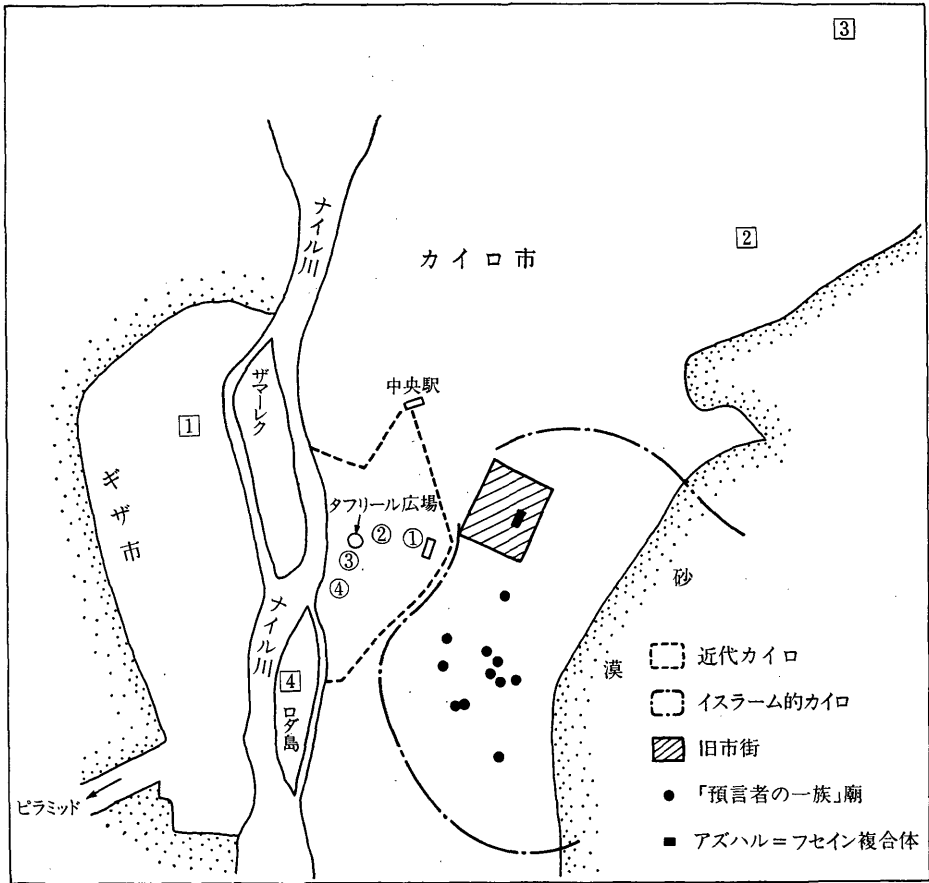 3
ナイル川
カイロ市
2
中央駅
ザマーレク
1
ギザ市
タフリール広場
②
①
③
④
砂漠
ナイル川
4
ロダ島
近代カイロ
イスラーム的カイロ
旧市街
「預言者の一族」廟
アズハル＝フセイン複合体
ピラミッド